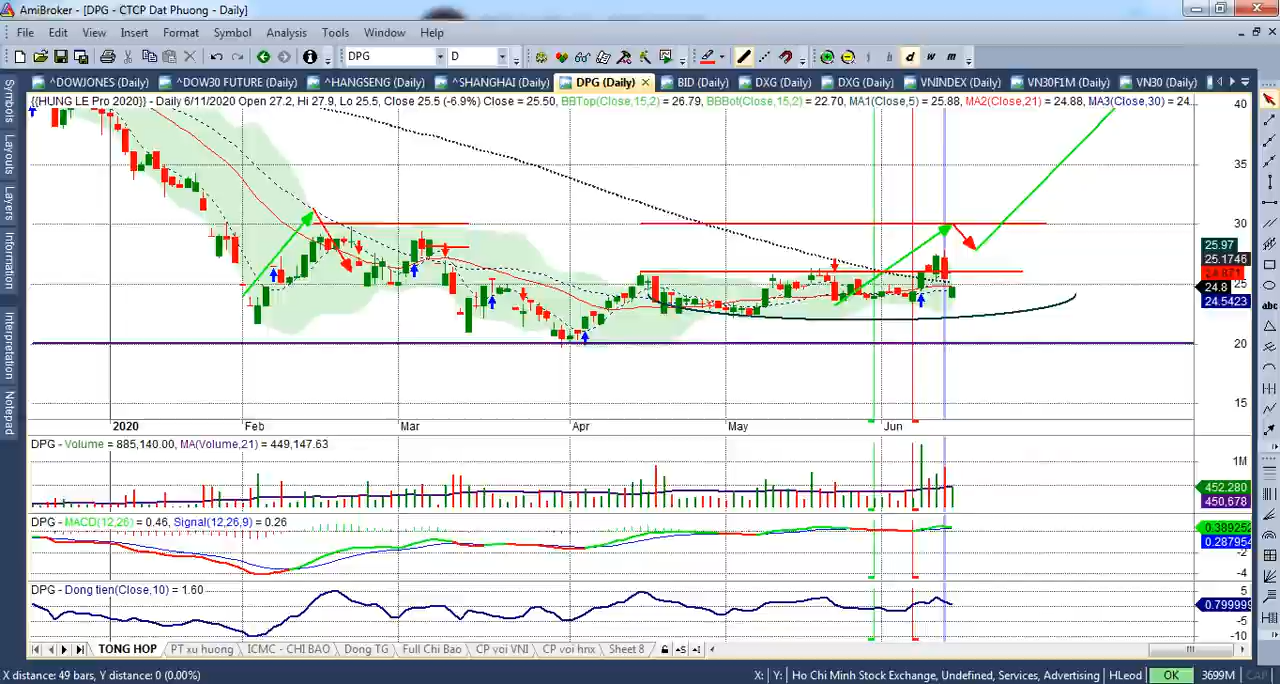 AmiBroker - [DPG - CTCP Dat Phuong - Daily]
File Edit View Insert Format Symbol Analysis Tools Window Help
DPG D d w m
^DOWJONES (Daily) ^DOW30 FUTURE (Daily) ^HANGSENG (Daily) ^SHANGHAI (Daily) DPG (Daily) BID (Daily) DXG (Daily) DXG (Daily) VNINDEX (Daily) VN30F1M (Daily) VN30 (Daily)
{{HUNG LE Pro 2020}} - Daily 6/11/2020 Open 27.2, Hi 27.9, Lo 25.5, Close 25.5 (-6.9%) Close = 25.50, BBTop(Close,15,2) = 26.79, BBBot(Close,15,2) = 22.70, MA1(Close,5) = 25.88, MA2(Close,21) = 24.88, MA3(Close,30) = 24..
Symbols
Layouts
Layers
Information
Interpretation
Notepad
40
35
30
25.97
25.1746
24.871
24.8
24.5423
20
15
abc
2020 Feb Mar Apr May Jun
DPG - Volume = 885,140.00, MA(Volume,21) = 449,147.63
1M
452,280
450,678
DPG - MACD(12,26) = 0.46, Signal(12,26,9) = 0.26
0.389252
0.287954
-2
-4
DPG - Dong tien(Close,10) = 1.60
5
0.799999
-5
-10
TONG HOP PT xu huong ICMC - CHI BAO Dong TG Full Chi Bao CP voi VNI CP voi hnx Sheet 8
X distance: 49 bars, Y distance: 0 (0.00%) X: Y: Ho Chi Minh Stock Exchange, Undefined, Services, Advertising HLeod OK 3699M CAP